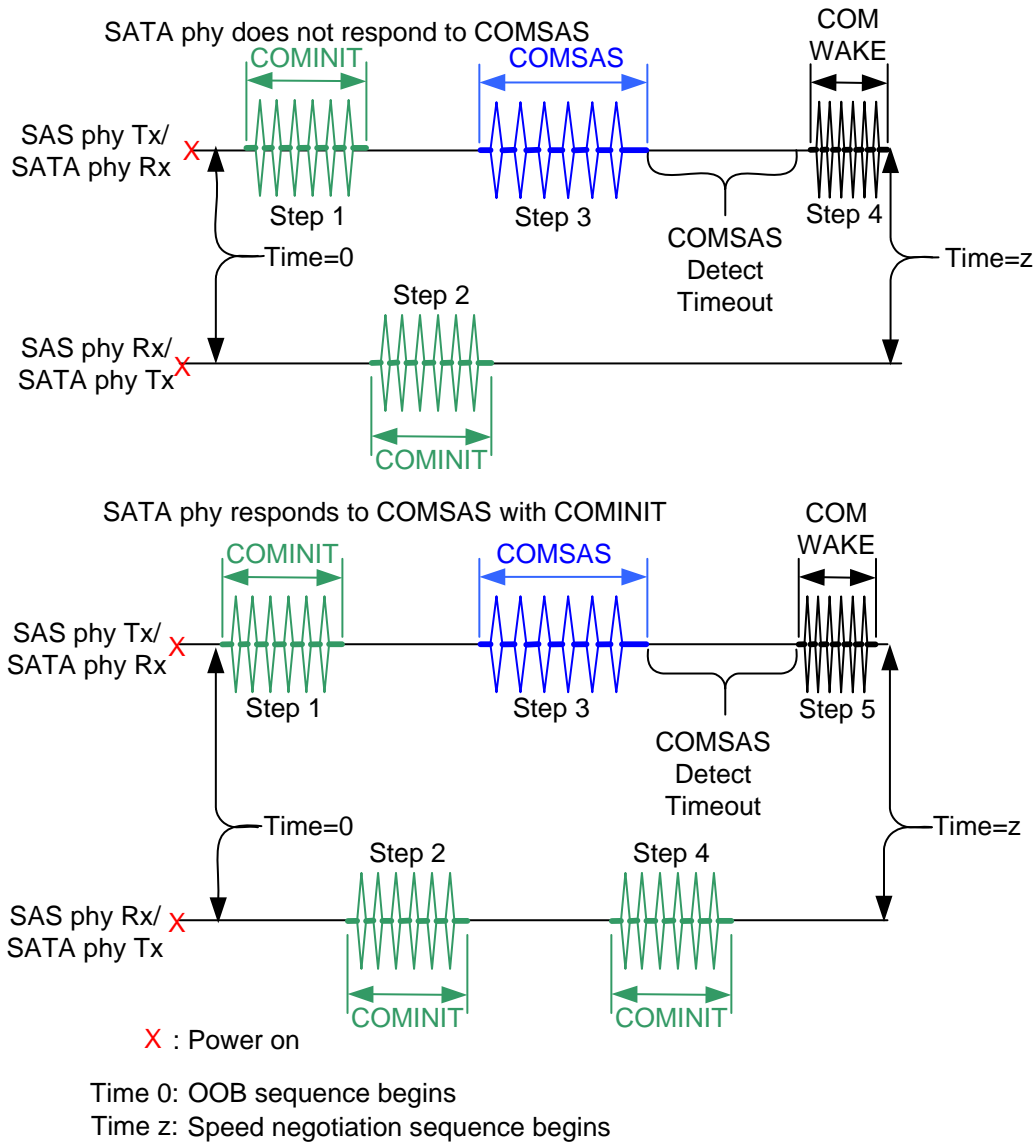 SATA phy does not respond to COMSAS
COMINIT
COMSAS
COM
WAKE
SAS phy Tx/
SATA phy Rx
X
Step 1
Step 3
Step 4
Time=0
COMSAS
Detect
Timeout
Time=z
Step 2
SAS phy Rx/
SATA phy Tx
X
COMINIT
SATA phy responds to COMSAS with COMINIT
COMINIT
COMSAS
COM
WAKE
SAS phy Tx/
SATA phy Rx
X
Step 1
Step 3
Step 5
COMSAS
Detect
Timeout
Time=0
Time=z
Step 2
Step 4
SAS phy Rx/
SATA phy Tx
X
COMINIT
COMINIT
X : Power on
Time 0: OOB sequence begins
Time z: Speed negotiation sequence begins